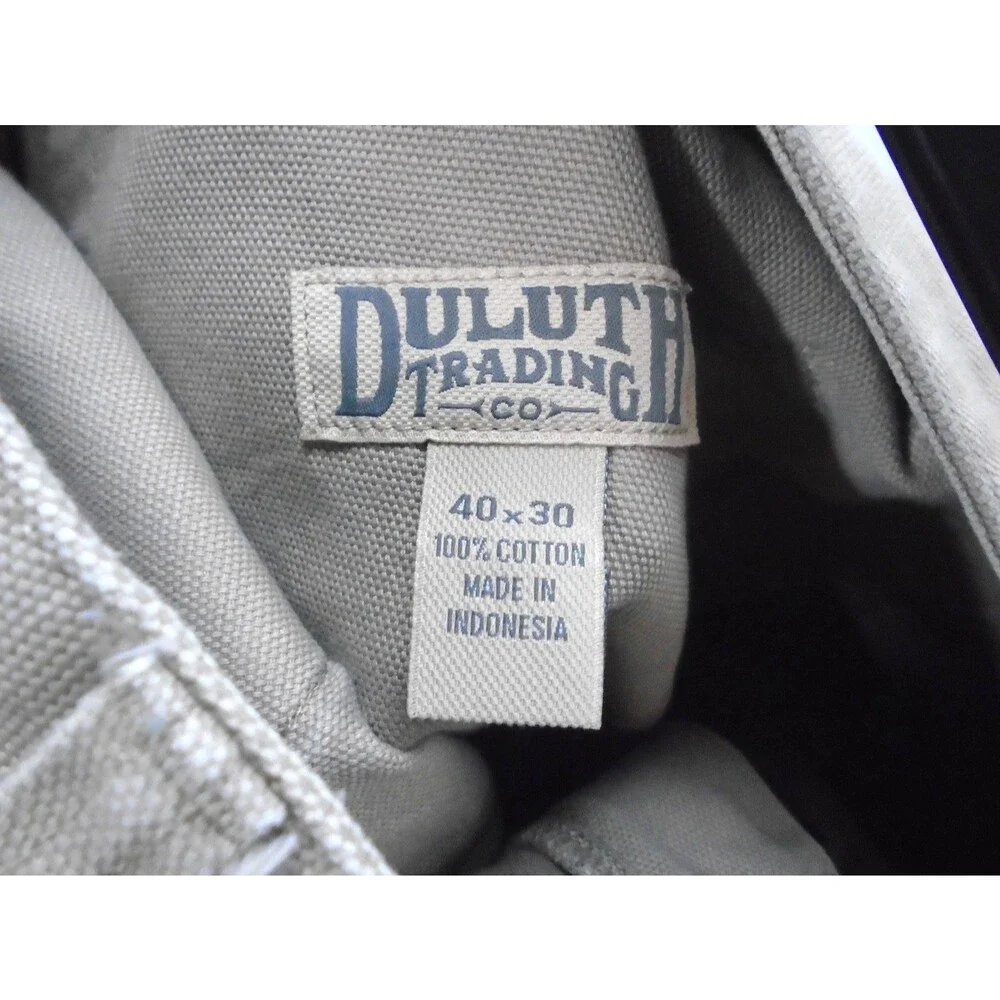 DULUTH
TRADING
CO
40 x 30
100% COTTON
MADE IN
INDONESIA